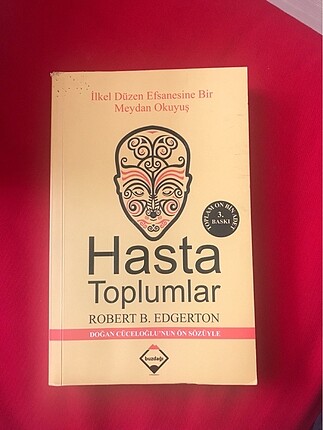 İlkel Düzen Efsanesine Bir
Meydan Okuyuş
TOPLAM ON BİN ADET
3.
BASKI
Hasta
Toplumlar
ROBERT B. EDGERTON
DOĞAN CÜCELOĞLU'NUN ÖN SÖZÜYLE
buzdağı